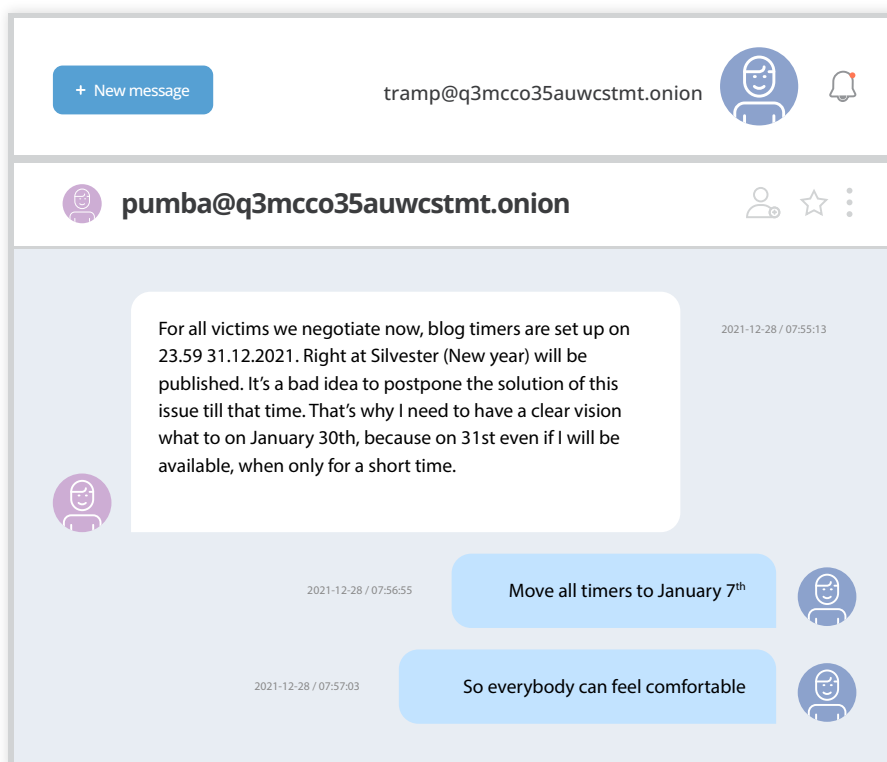 + New message
tramp@q3mcco35auwcstmt.onion
pumba@q3mcco35auwcstmt.onion
For all victims we negotiate now, blog timers are set up on
23.59 31.12.2021. Right at Silvester (New year) will be
published. It's a bad idea to postpone the solution of this
issue till that time. That's why I need to have a clear vision
what to on January 30th, because on 31st even if I will be
available, when only for a short time.
2021-12-28 / 07:55:13
2021-12-28 / 07:56:55
Move all timers to January 7th
2021-12-28 / 07:57:03
So everybody can feel comfortable